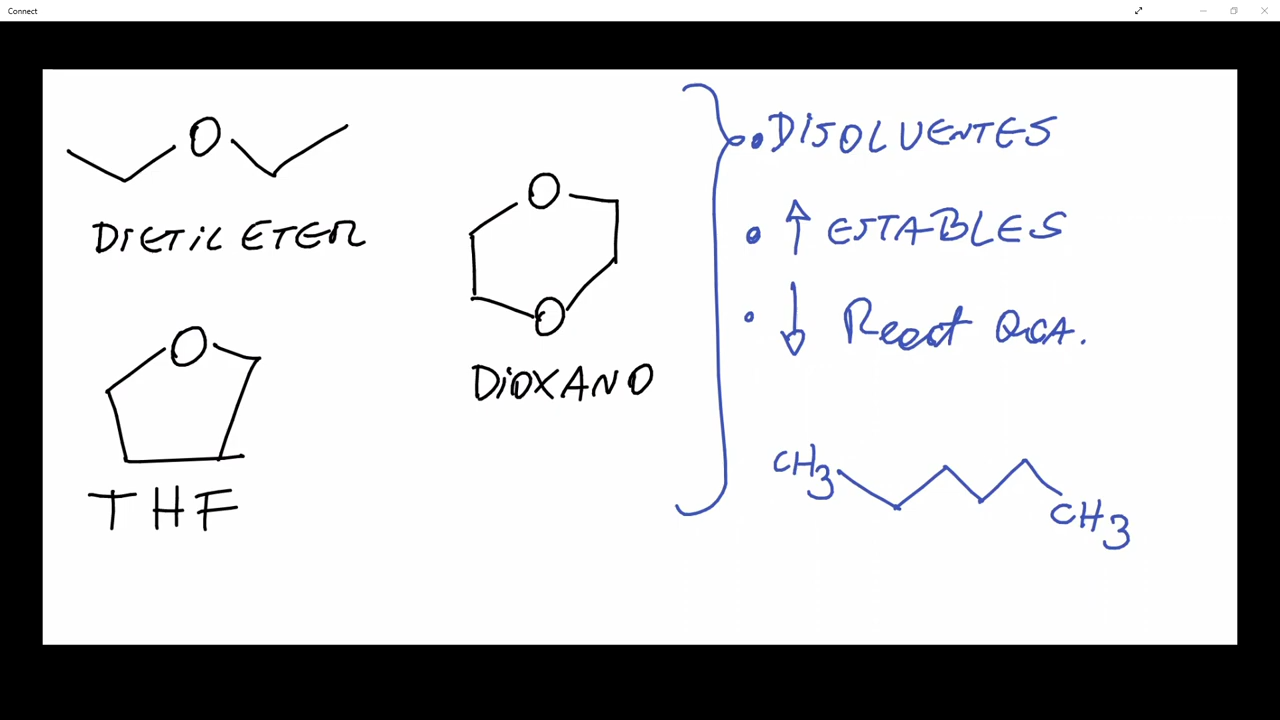 Connect
O
DIETIL ETER
O
O
DIOXANO
O
THF
• DISOLVENTES
• ↑ ESTABLES
• ↓ React QCA.
CH3
CH3